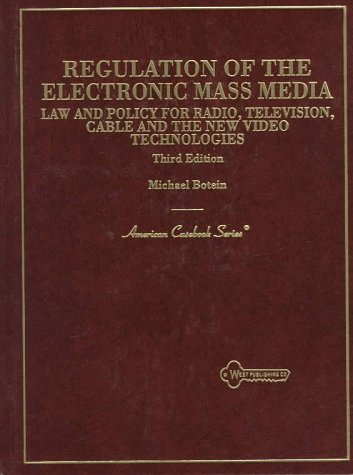 REGULATION OF THE
ELECTRONIC MASS MEDIA
LAW AND POLICY FOR RADIO, TELEVISION,
CABLE AND THE NEW VIDEO
TECHNOLOGIES
Third Edition
Michael Botein
American Casebook Series®
WEST PUBLISHING CO